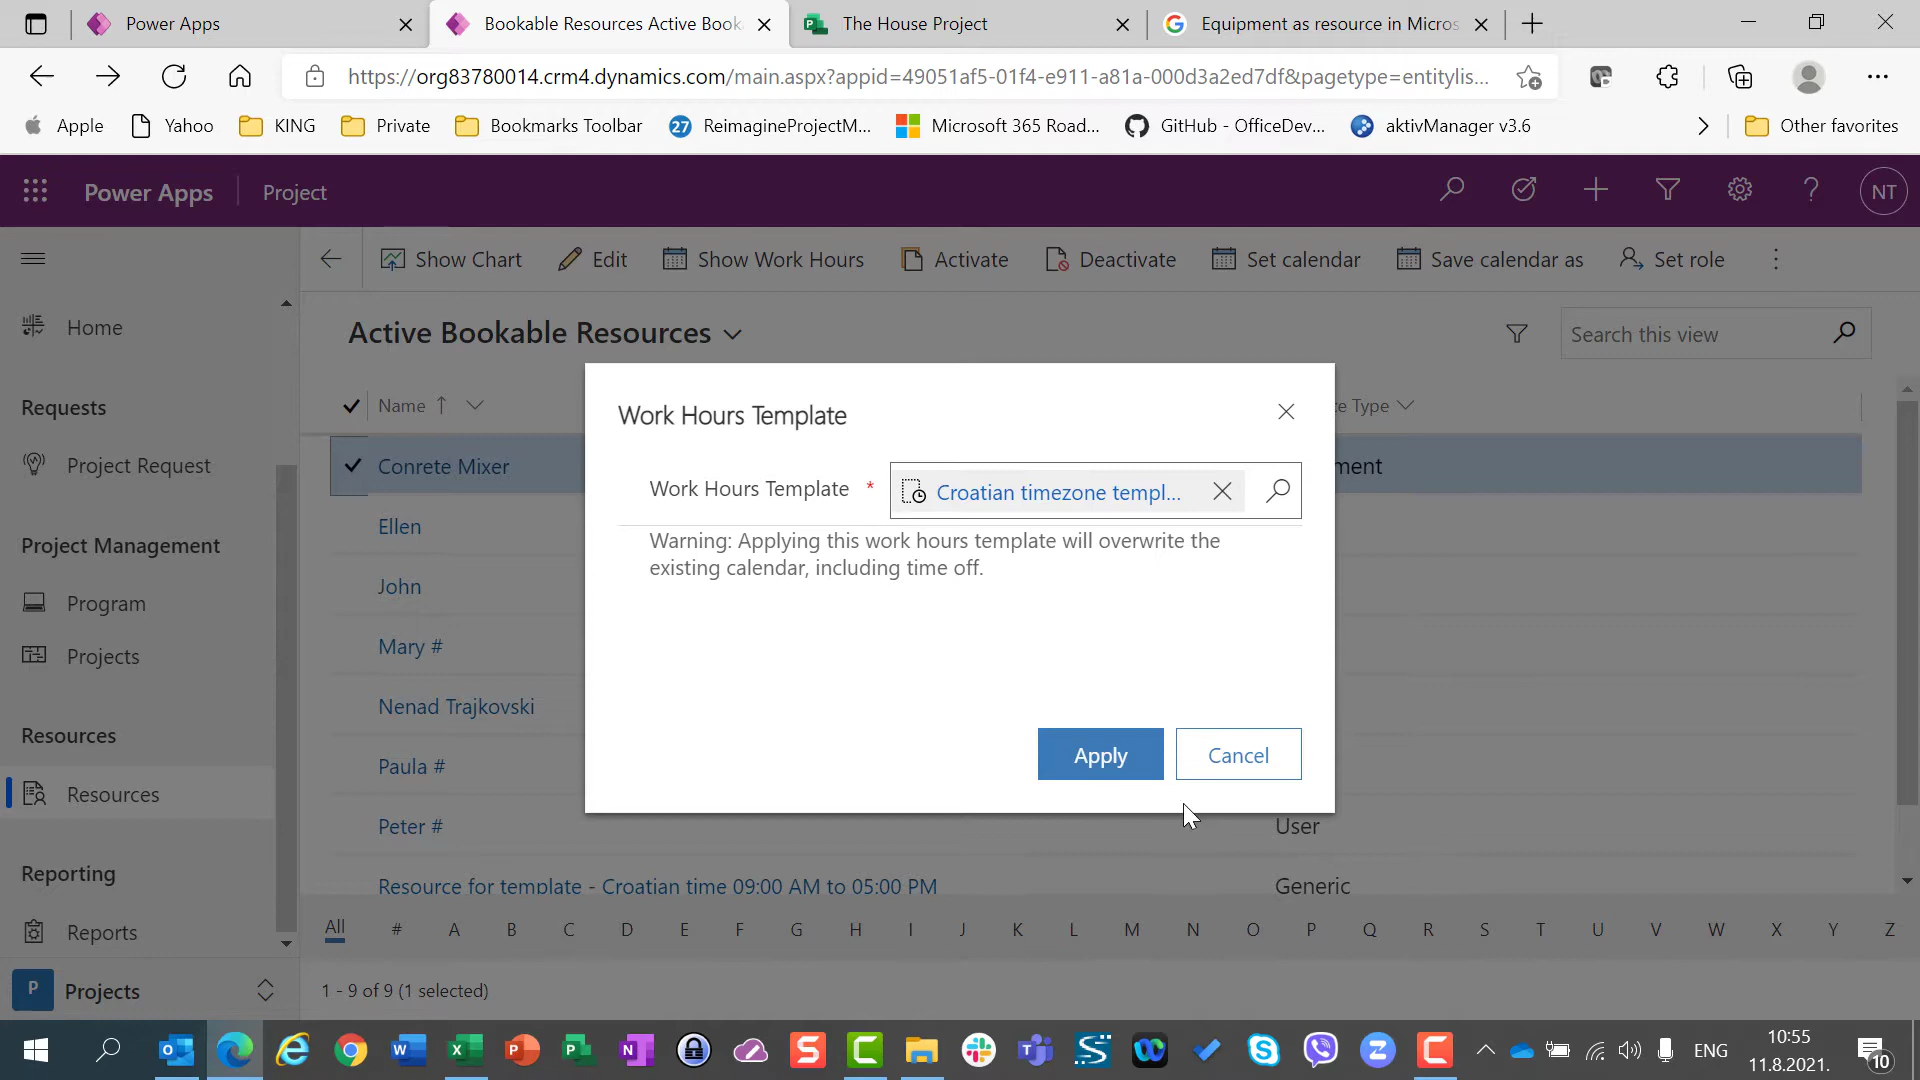 Power Apps
Bookable Resources Active Book
The House Project
Equipment as resource in Micros
https://org83780014.crm4.dynamics.com/main.aspx?appid=49051af5-01f4-e911-a81a-000d3a2ed7df&pagetype=entitylis...
Apple
Yahoo
KING
Private
Bookmarks Toolbar
27 ReimagineProjectM...
Microsoft 365 Road...
GitHub - OfficeDev...
aktivManager v3.6
Other favorites
Power Apps
Project
NT
Show Chart
Edit
Show Work Hours
Activate
Deactivate
Set calendar
Save calendar as
Set role
Home
Requests
Project Request
Project Management
Program
Projects
Resources
Resources
Reporting
Reports
P Projects
Active Bookable Resources
Search this view
Name
e Type
Conrete Mixer
ment
Ellen
John
Mary #
Nenad Trajkovski
Paula #
Peter #
User
Resource for template - Croatian time 09:00 AM to 05:00 PM
Generic
Work Hours Template
Work Hours Template *
Croatian timezone templ...
Warning: Applying this work hours template will overwrite the
existing calendar, including time off.
Apply
Cancel
All # A B C D E F G H I J K L M N O P Q R S T U V W X Y Z
1 - 9 of 9 (1 selected)
ENG
10:55
11.8.2021.
10